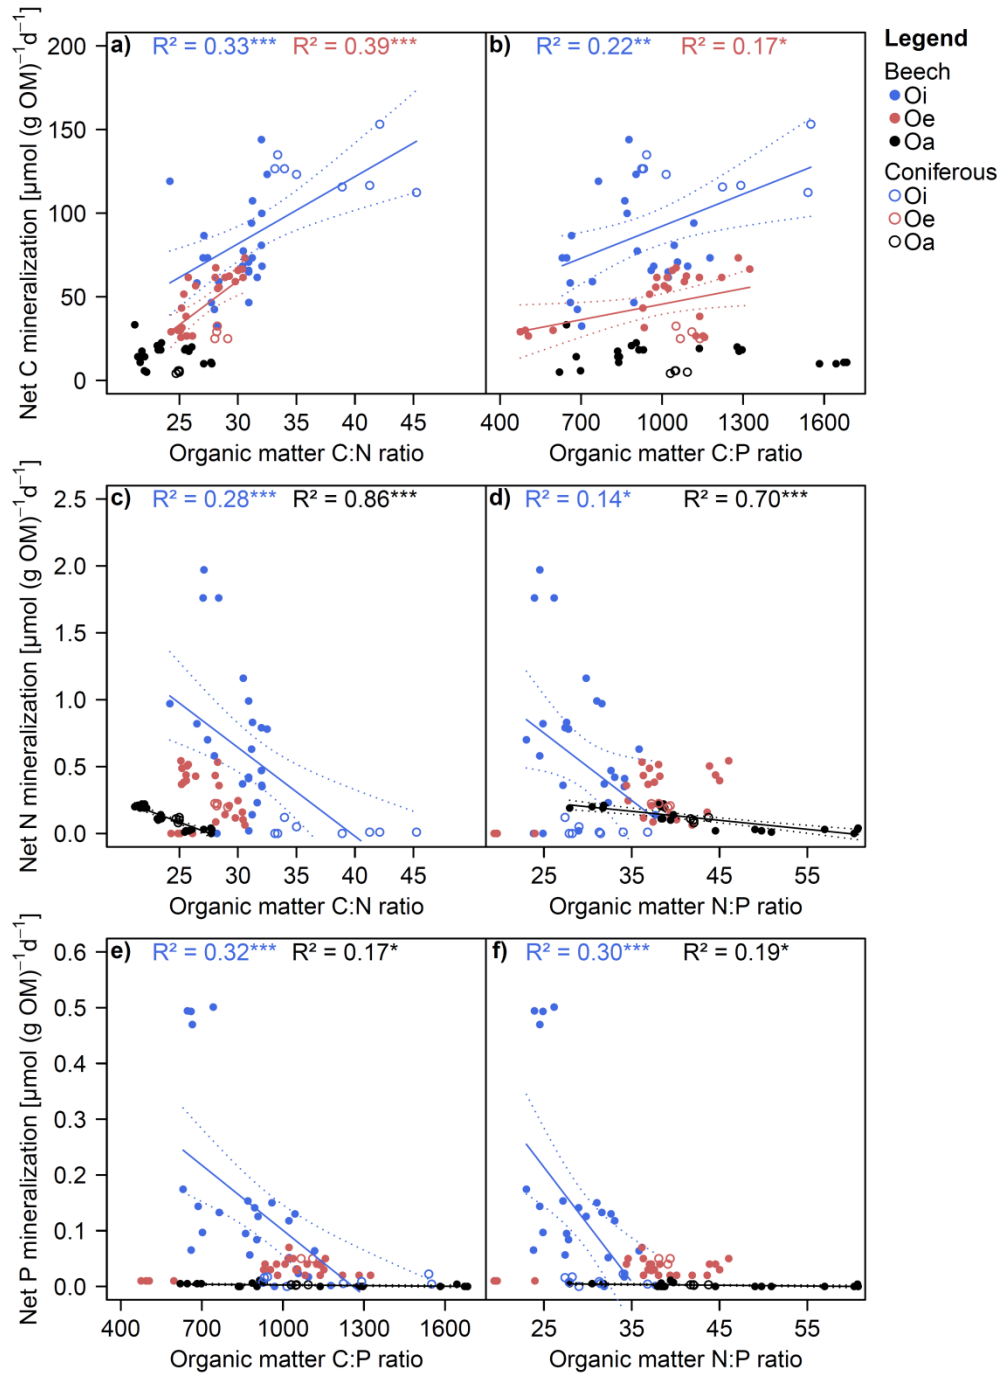 a) R² = 0.33*** R² = 0.39***
b) R² = 0.22** R² = 0.17*
Legend
Beech
Oi
Oe
Oa
Coniferous
Oi
Oe
Oa
Net C mineralization [µmol (g OM)⁻¹d⁻¹]
200
150
100
50
0
25 30 35 40 45
400 700 1000 1300 1600
Organic matter C:N ratio
Organic matter C:P ratio
c) R² = 0.28*** R² = 0.86***
d) R² = 0.14* R² = 0.70***
Net N mineralization [µmol (g OM)⁻¹d⁻¹]
2.5
2.0
1.5
1.0
0.5
0.0
25 30 35 40 45
25 35 45 55
Organic matter C:N ratio
Organic matter N:P ratio
e) R² = 0.32*** R² = 0.17*
f) R² = 0.30*** R² = 0.19*
Net P mineralization [µmol (g OM)⁻¹d⁻¹]
0.6
0.5
0.4
0.3
0.2
0.1
0.0
400 700 1000 1300 1600
25 35 45 55
Organic matter C:P ratio
Organic matter N:P ratio